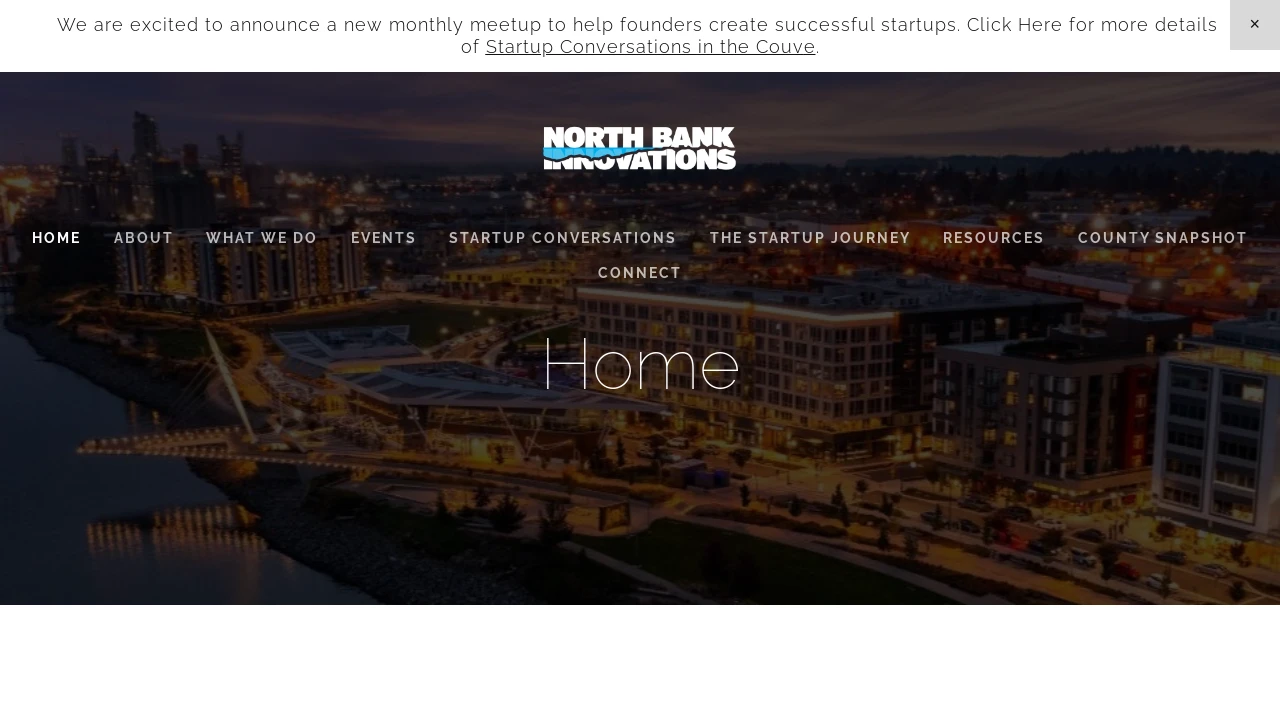 We are excited to announce a new monthly meetup to help founders create successful startups. Click Here for more details
of Startup Conversations in the Couve.
×
NORTH BANK
INNOVATIONS
HOME ABOUT WHAT WE DO EVENTS STARTUP CONVERSATIONS THE STARTUP JOURNEY RESOURCES COUNTY SNAPSHOT
CONNECT
Home